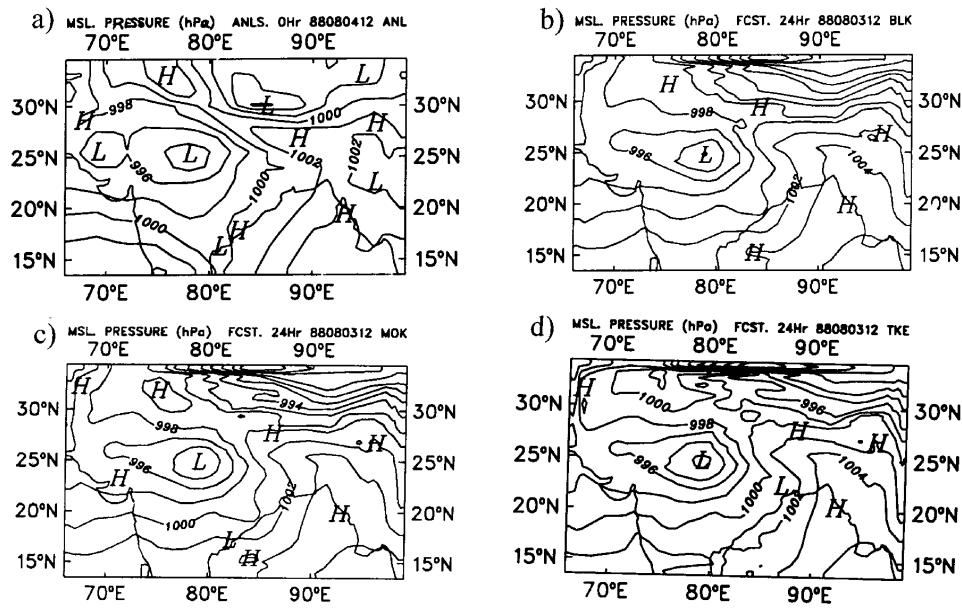 a) MSL. PRESSURE (hPa) ANLS. 0Hr 88080412 ANL
70°E 80°E 90°E
H L
30°N 998 L 1000 30°N
H H H
25°N L L 1002 25°N
996 1002 L
20°N 1000 H 20°N
1000 H
15°N L 15°N
70°E 80°E 90°E
b) MSL. PRESSURE (hPa) FCST. 24Hr 88080312 BLK
70°E 80°E 90°E
H
30°N H 30°N
998 H
25°N 996 L 1004 25°N
1002
20°N H 20°N
15°N H 15°N
70°E 80°E 90°E
c) MSL. PRESSURE (hPa) FCST. 24Hr 88080312 MOK
70°E 80°E 90°E
H H 994
30°N 30°N
998 H H
25°N 996 L 25°N
H 1002
20°N 1000 H 20°N
L
15°N H 15°N
70°E 80°E 90°E
d) MSL. PRESSURE (hPa) FCST. 24Hr 88080312 TKE
70°E 80°E 90°E
H
30°N 1000 996 30°N
998 H H
25°N 996 L 1004 25°N
L
20°N 1000 1002 H 20°N
15°N 15°N
70°E 80°E 90°E